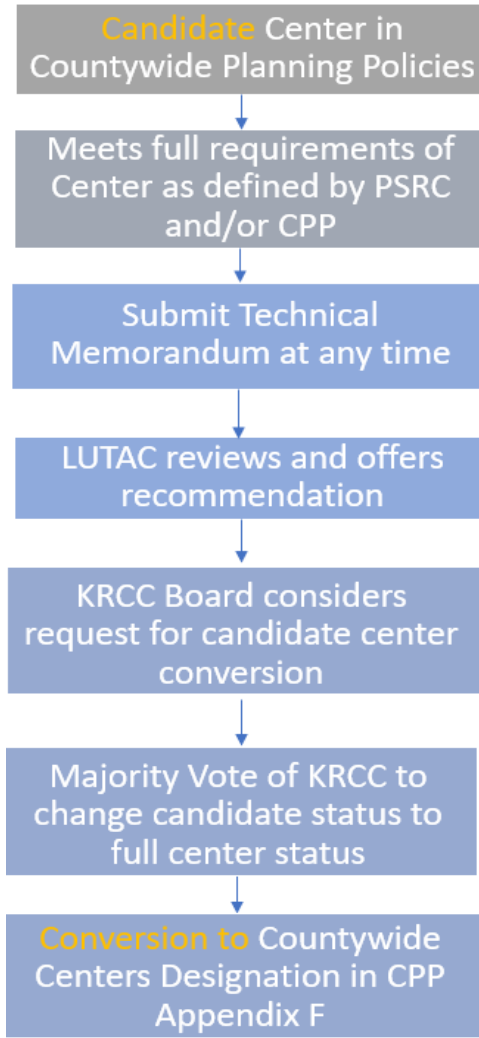 Candidate Center in
Countywide Planning Policies
Meets full requirements of
Center as defined by PSRC
and/or CPP
Submit Technical
Memorandum at any time
LUTAC reviews and offers
recommendation
KRCC Board considers
request for candidate center
conversion
Majority Vote of KRCC to
change candidate status to
full center status
Conversion to Countywide
Centers Designation in CPP
Appendix F